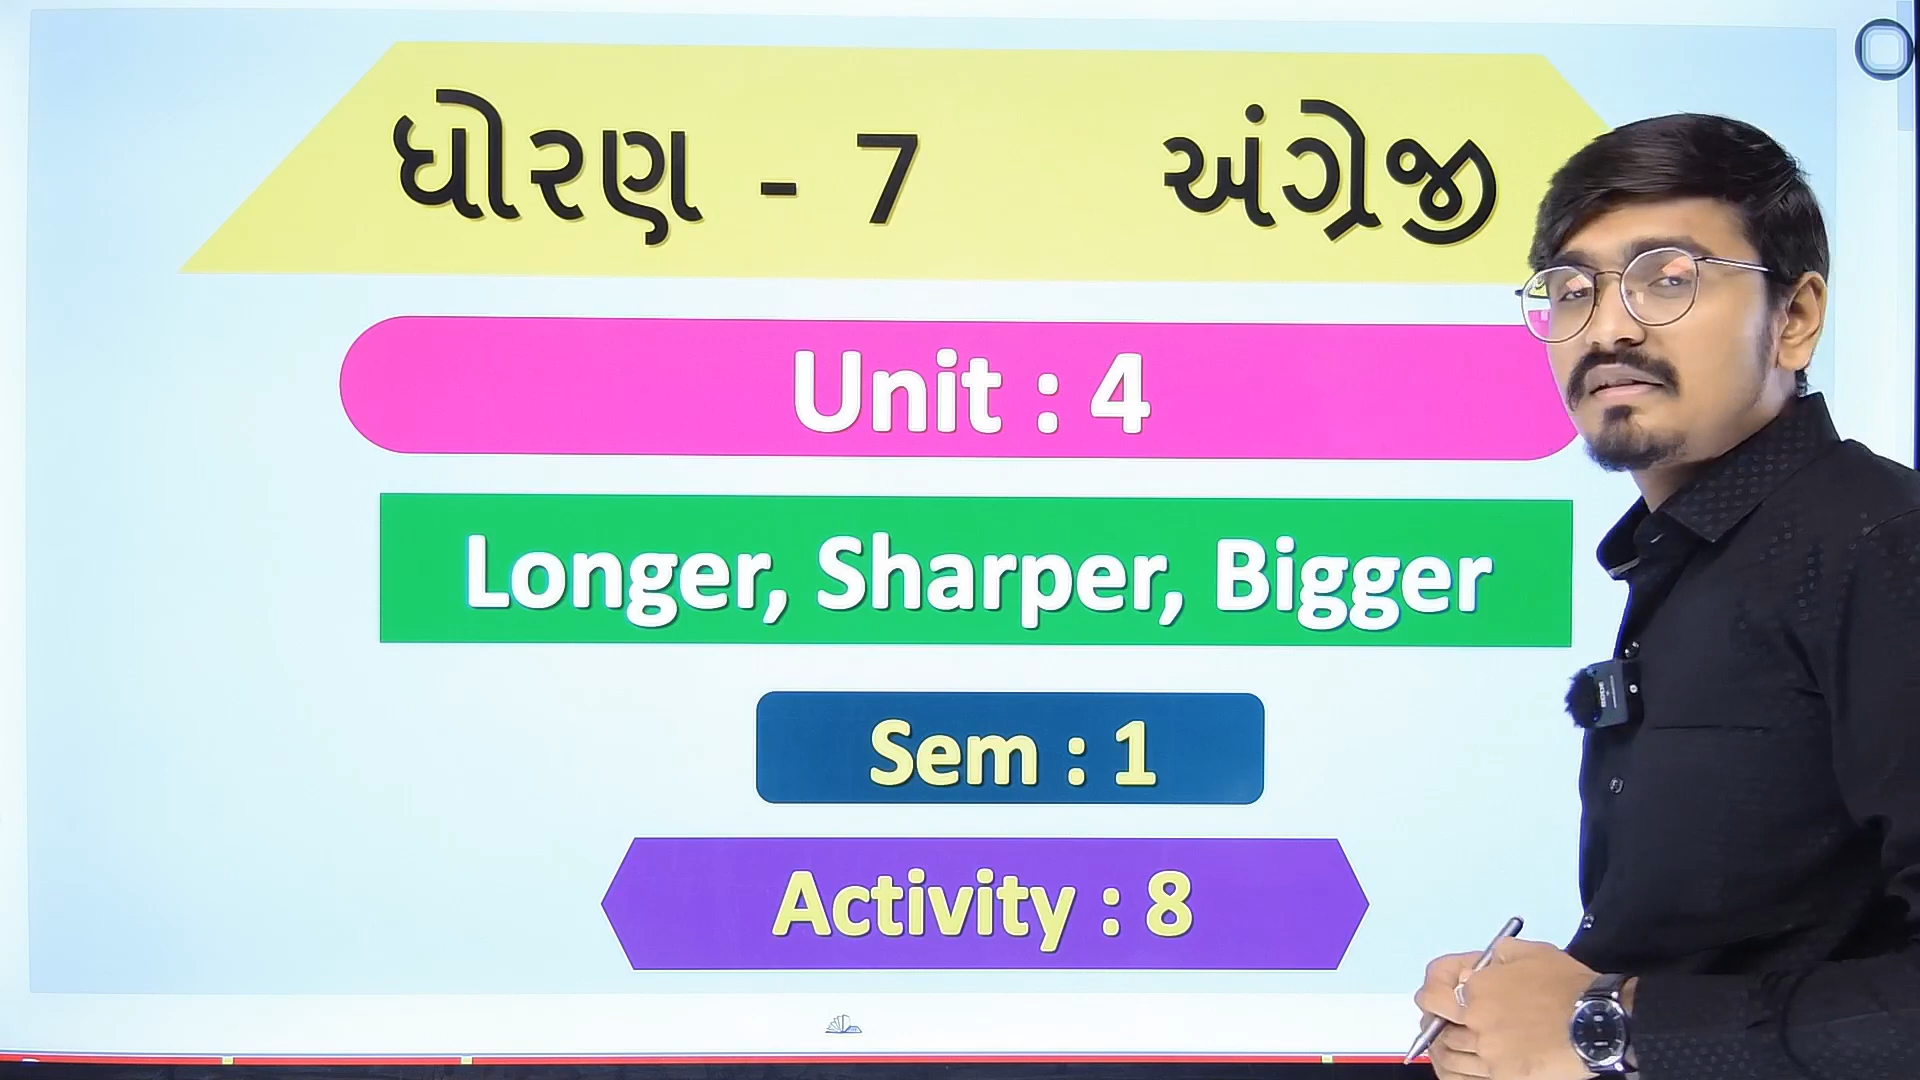 ધોરણ - 7 અંગ્રેજી
Unit : 4
Longer, Sharper, Bigger
Sem : 1
Activity : 8